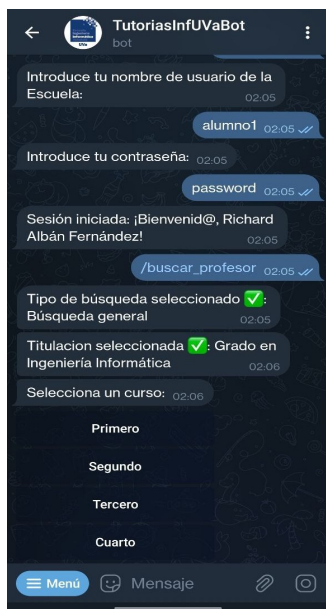 TutoriasInfUVaBot
bot
Introduce tu nombre de usuario de la
Escuela:
02:05
alumno1 02:05
Introduce tu contraseña: 02:05
password 02:05
Sesión iniciada: ¡Bienvenid@, Richard
Albán Fernández!
02:05
/buscar_profesor 02:05
Tipo de búsqueda seleccionado ✅:
Búsqueda general
02:05
Titulacion seleccionada ✅: Grado en
Ingeniería Informática
02:06
Selecciona un curso: 02:06
Primero
Segundo
Tercero
Cuarto
Menú
Mensaje